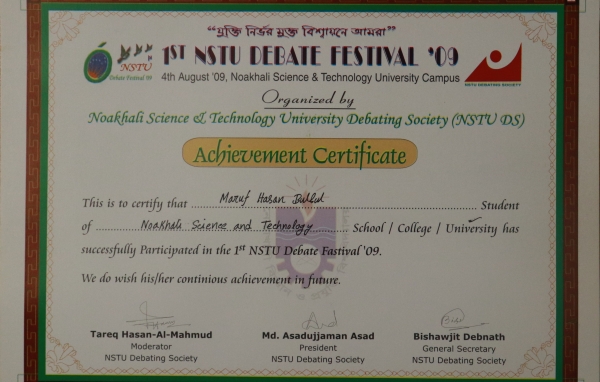 "যুক্তি নির্ভর মুক্ত বিশ্বায়নে আমরা"
NSTU
Debate Festival '09
1ST NSTU DEBATE FESTIVAL '09
4th August '09, Noakhali Science & Technology University Campus
NSTU DEBATING SOCIETY
Organized by
Noakhali Science & Technology University Debating Society (NSTU DS)
Achievement Certificate
This is to certify that Maruf Hasan Student
of Noakhali Science and Technology School / College / University has
successfully Participated in the 1st NSTU Debate Fastival '09.
We do wish his/her continious achievement in future.
Tareq Hasan-Al-Mahmud
Moderator
NSTU Debating Society
Md. Asadujjaman Asad
President
NSTU Debating Society
Bishawjit Debnath
General Secretary
NSTU Debating Society